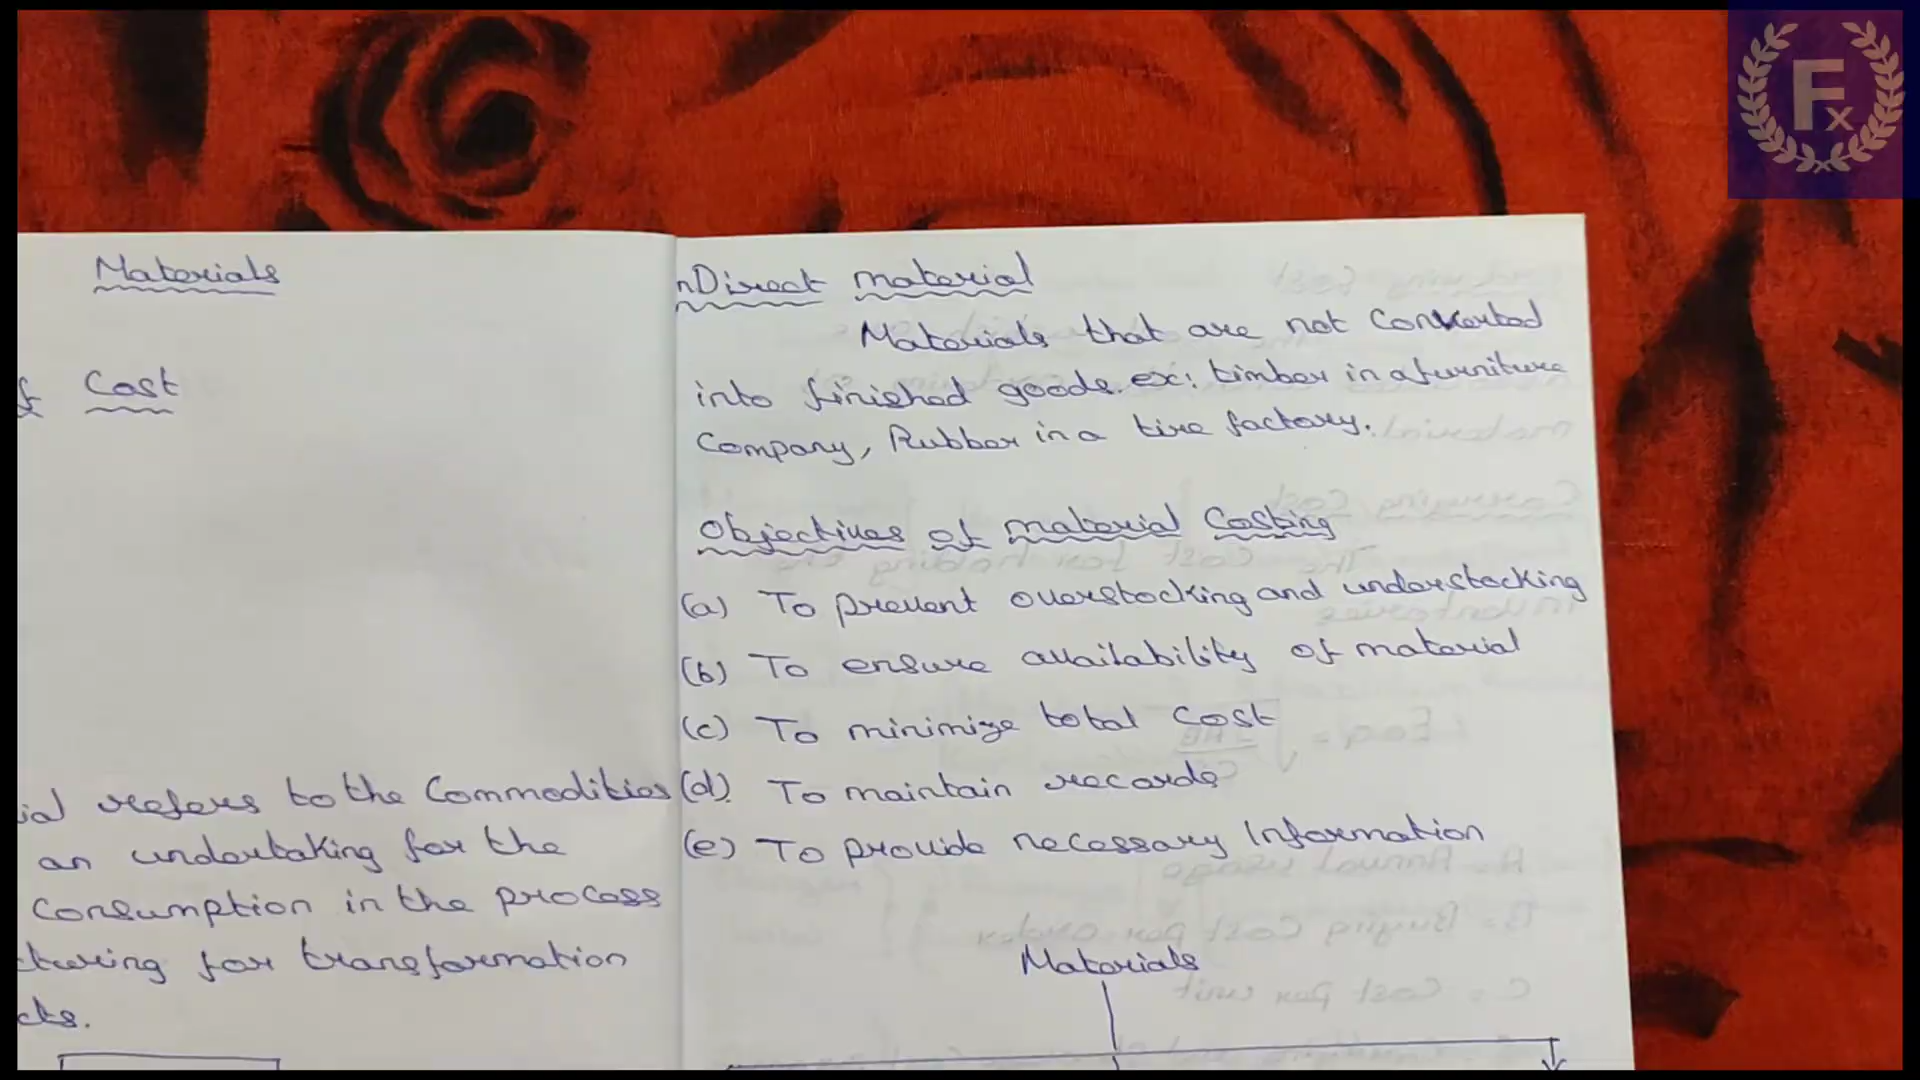 Materials
Cost
refers to the Commodities
an undertaking for the
Consumption in the process
for transformation
nDirect material
Materials that are not Converted
into finished goods. ex: timber in a furniture
Company, Rubber in a tire factory.
Objectives of material Costing
(a) To prevent overstocking and understocking
(b) To ensure availability of material
(c) To minimize total Cost
(d) To maintain records
(e) To provide necessary Information
Materials
Fx